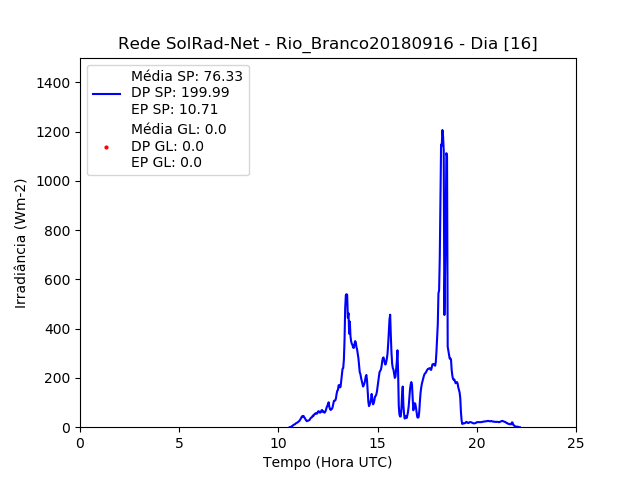 Rede SolRad-Net - Rio_Branco20180916 - Dia [16]
Média SP: 76.33
DP SP: 199.99
EP SP: 10.71
Média GL: 0.0
DP GL: 0.0
EP GL: 0.0
1400
1200
1000
800
600
400
200
0
Irradiância (Wm-2)
0 5 10 15 20 25
Tempo (Hora UTC)